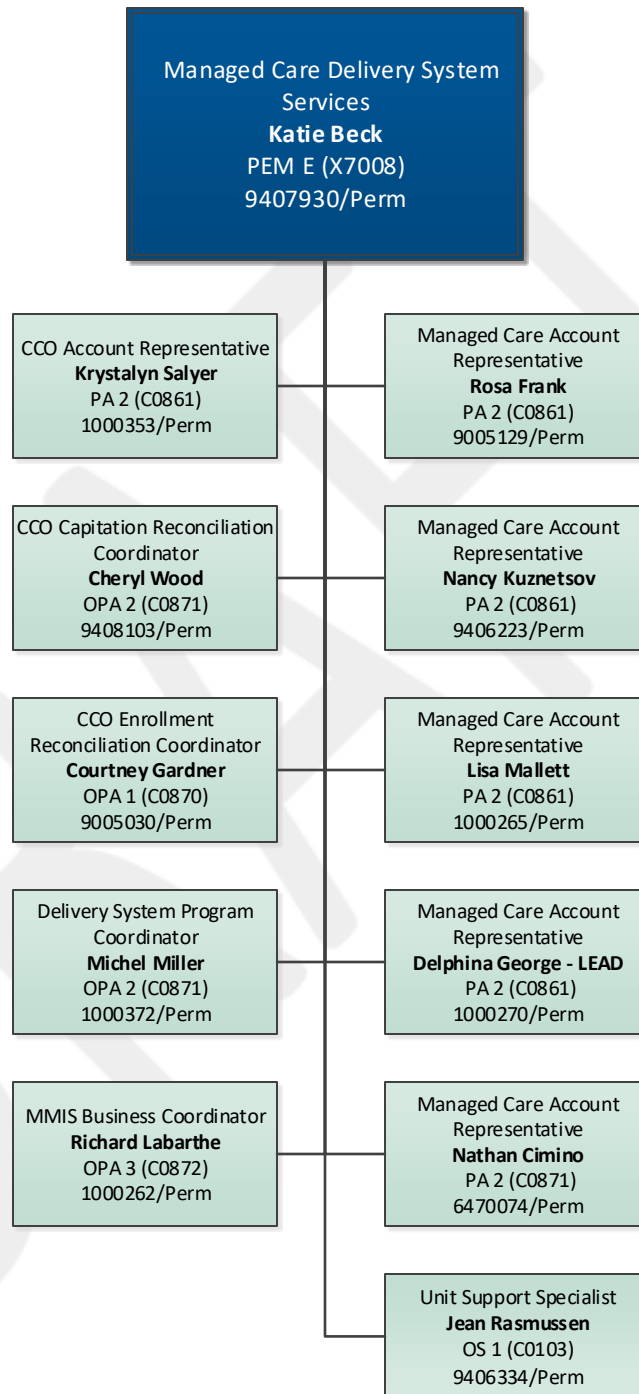 Managed Care Delivery System
Services
Katie Beck
PEM E (X7008)
9407930/Perm
CCO Account Representative
Krystalyn Salyer
PA 2 (C0861)
1000353/Perm
Managed Care Account
Representative
Rosa Frank
PA 2 (C0861)
9005129/Perm
CCO Capitation Reconciliation
Coordinator
Cheryl Wood
OPA 2 (C0871)
9408103/Perm
Managed Care Account
Representative
Nancy Kuznetsov
PA 2 (C0861)
9406223/Perm
CCO Enrollment
Reconciliation Coordinator
Courtney Gardner
OPA 1 (C0870)
9005030/Perm
Managed Care Account
Representative
Lisa Mallett
PA 2 (C0861)
1000265/Perm
Delivery System Program
Coordinator
Michel Miller
OPA 2 (C0871)
1000372/Perm
Managed Care Account
Representative
Delphina George - LEAD
PA 2 (C0861)
1000270/Perm
MMIS Business Coordinator
Richard Labarthe
OPA 3 (C0872)
1000262/Perm
Managed Care Account
Representative
Nathan Cimino
PA 2 (C0871)
6470074/Perm
Unit Support Specialist
Jean Rasmussen
OS 1 (C0103)
9406334/Perm